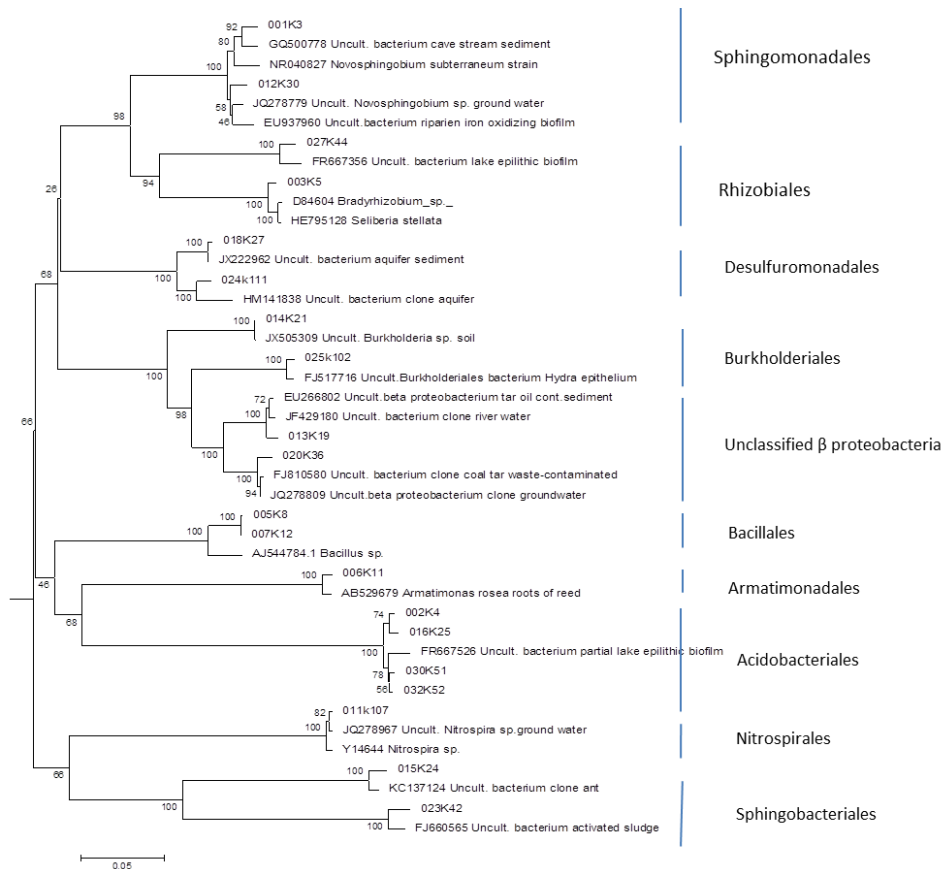 92
001K3
80
GQ500778 Uncult. bacterium cave stream sediment
Sphingomonadales
100
NR040827 Novosphingobium subterraneum strain
012K30
58
JQ278779 Uncult. Novosphingobium sp. ground water
98
46
EU937960 Uncult.bacterium riparien iron oxidizing biofilm
100
027K44
FR667356 Uncult. bacterium lake epilithic biofilm
94
003K5
Rhizobiales
26
100
D84604 Bradyrhizobium_sp._
HE795128 Seliberia stellata
100
018K27
JX222962 Uncult. bacterium aquifer sediment
Desulfuromonadales
68
100
024k111
100
HM141838 Uncult. bacterium clone aquifer
100
014K21
JX505309 Uncult. Burkholderia sp. soil
Burkholderiales
100
025k102
100
FJ517716 Uncult.Burkholderiales bacterium Hydra epithelium
72
EU266802 Uncult.beta proteobacterium tar oil cont.sediment
98
100
JF429180 Uncult. bacterium clone river water
66
013K19
Unclassified β proteobacteria
100
020K36
100
FJ810580 Uncult. bacterium clone coal tar waste-contaminated
94
JQ278809 Uncult.beta proteobacterium clone groundwater
100
005K8
100
007K12
Bacillales
AJ544784.1 Bacillus sp.
46
100
006K11
Armatimonadales
AB529679 Armatimonas rosea roots of reed
68
74
002K4
016K25
100
FR667526 Uncult. bacterium partial lake epilithic biofilm
Acidobacteriales
78
030K51
56
032K52
82
011k107
100
JQ278967 Uncult. Nitrospira sp.ground water
Nitrospirales
Y14644 Nitrospira sp.
66
100
015K24
KC137124 Uncult. bacterium clone ant
100
023K42
Sphingobacteriales
100
FJ660565 Uncult. bacterium activated sludge
0.05